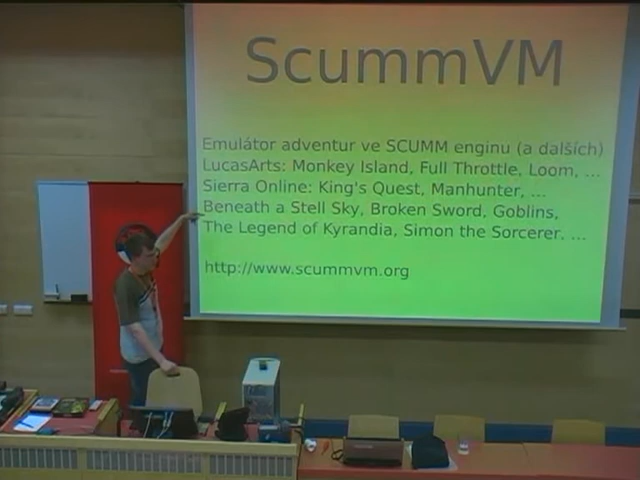 ScummVM
Emulátor adventur ve SCUMM enginu (a dalších)
LucasArts: Monkey Island, Full Throttle, Loom, ...
Sierra Online: King's Quest, Manhunter, ...
Beneath a Stell Sky, Broken Sword, Goblins,
The Legend of Kyrandia, Simon the Sorcerer, ...
http://www.scummvm.org